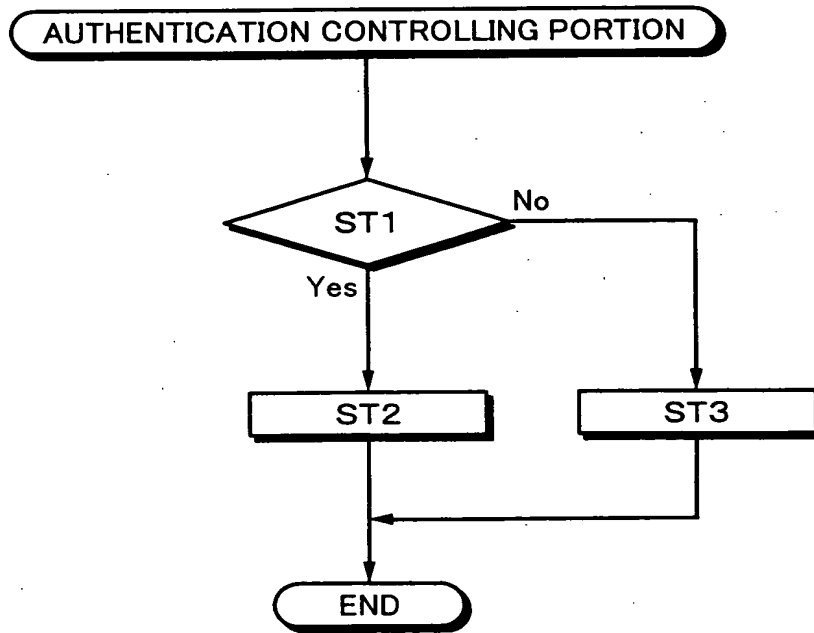 AUTHENTICATION CONTROLLING PORTION
ST1
No
Yes
ST2
ST3
END